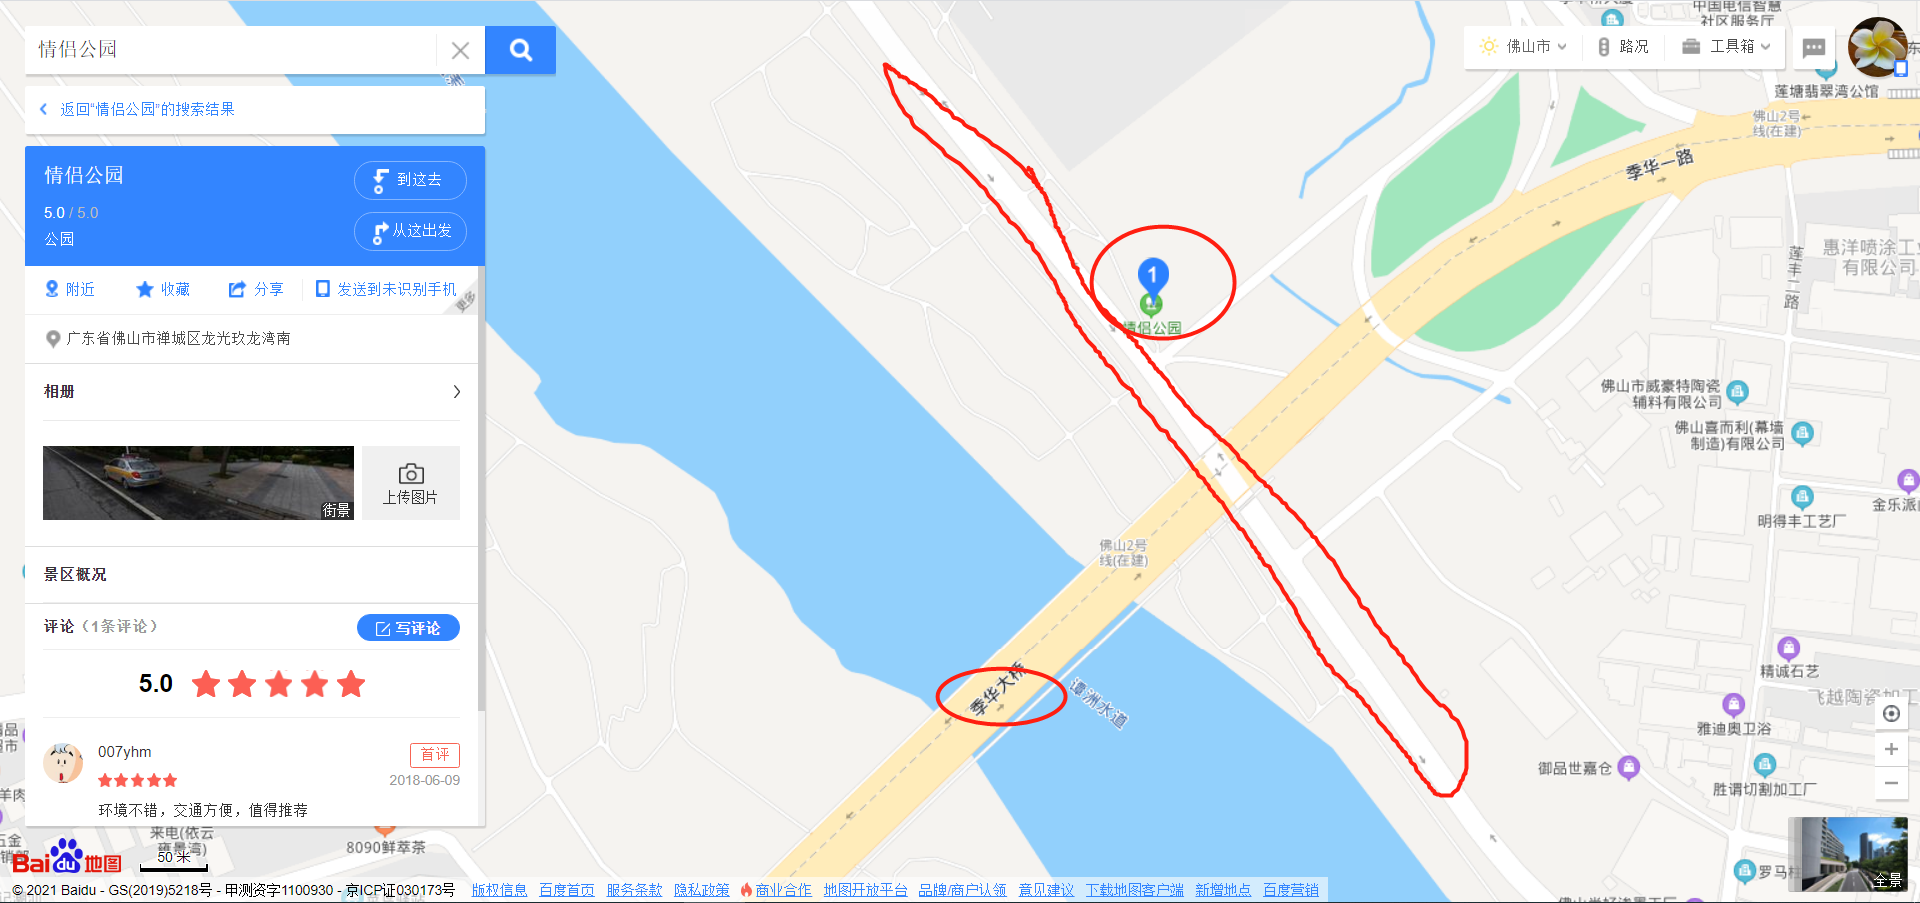 情侣公园
返回"情侣公园"的搜索结果
情侣公园
5.0 / 5.0
公园
到这去
从这出发
附近
收藏
分享
发送到未识别手机
更多
广东省佛山市禅城区龙光玖龙湾南
相册
街景
上传图片
景区概况
评论（1条评论）
写评论
5.0
007yhm
首评
2018-06-09
环境不错，交通方便，值得推荐
佛山市
路况
工具箱
中国电信智慧
社区服务厅
莲塘翡翠湾公馆
佛山2号
线(在建)
季华一路
莲丰二路
惠洋喷涂工业
有限公司
1
情侣公园
佛山市威豪特陶瓷
辅料有限公司
佛山喜而利(幕墙
制造)有限公司
金乐派
明得丰工艺厂
佛山2号
线(在建)
季华大桥
潭洲水道
精诚石艺
飞越陶瓷加工
雅迪奥卫浴
御品世嘉仓
胜谓切割加工厂
罗马柱
全景
来电(依云
雍景湾)
8090鲜萃茶
Bai du 地图
50 米
© 2021 Baidu - GS(2019)5218号 - 甲测资字1100930 - 京ICP证030173号
版权信息 百度首页 服务条款 隐私政策 商业合作 地图开放平台 品牌/商户认领 意见建议 下载地图客户端 新增地点 百度营销